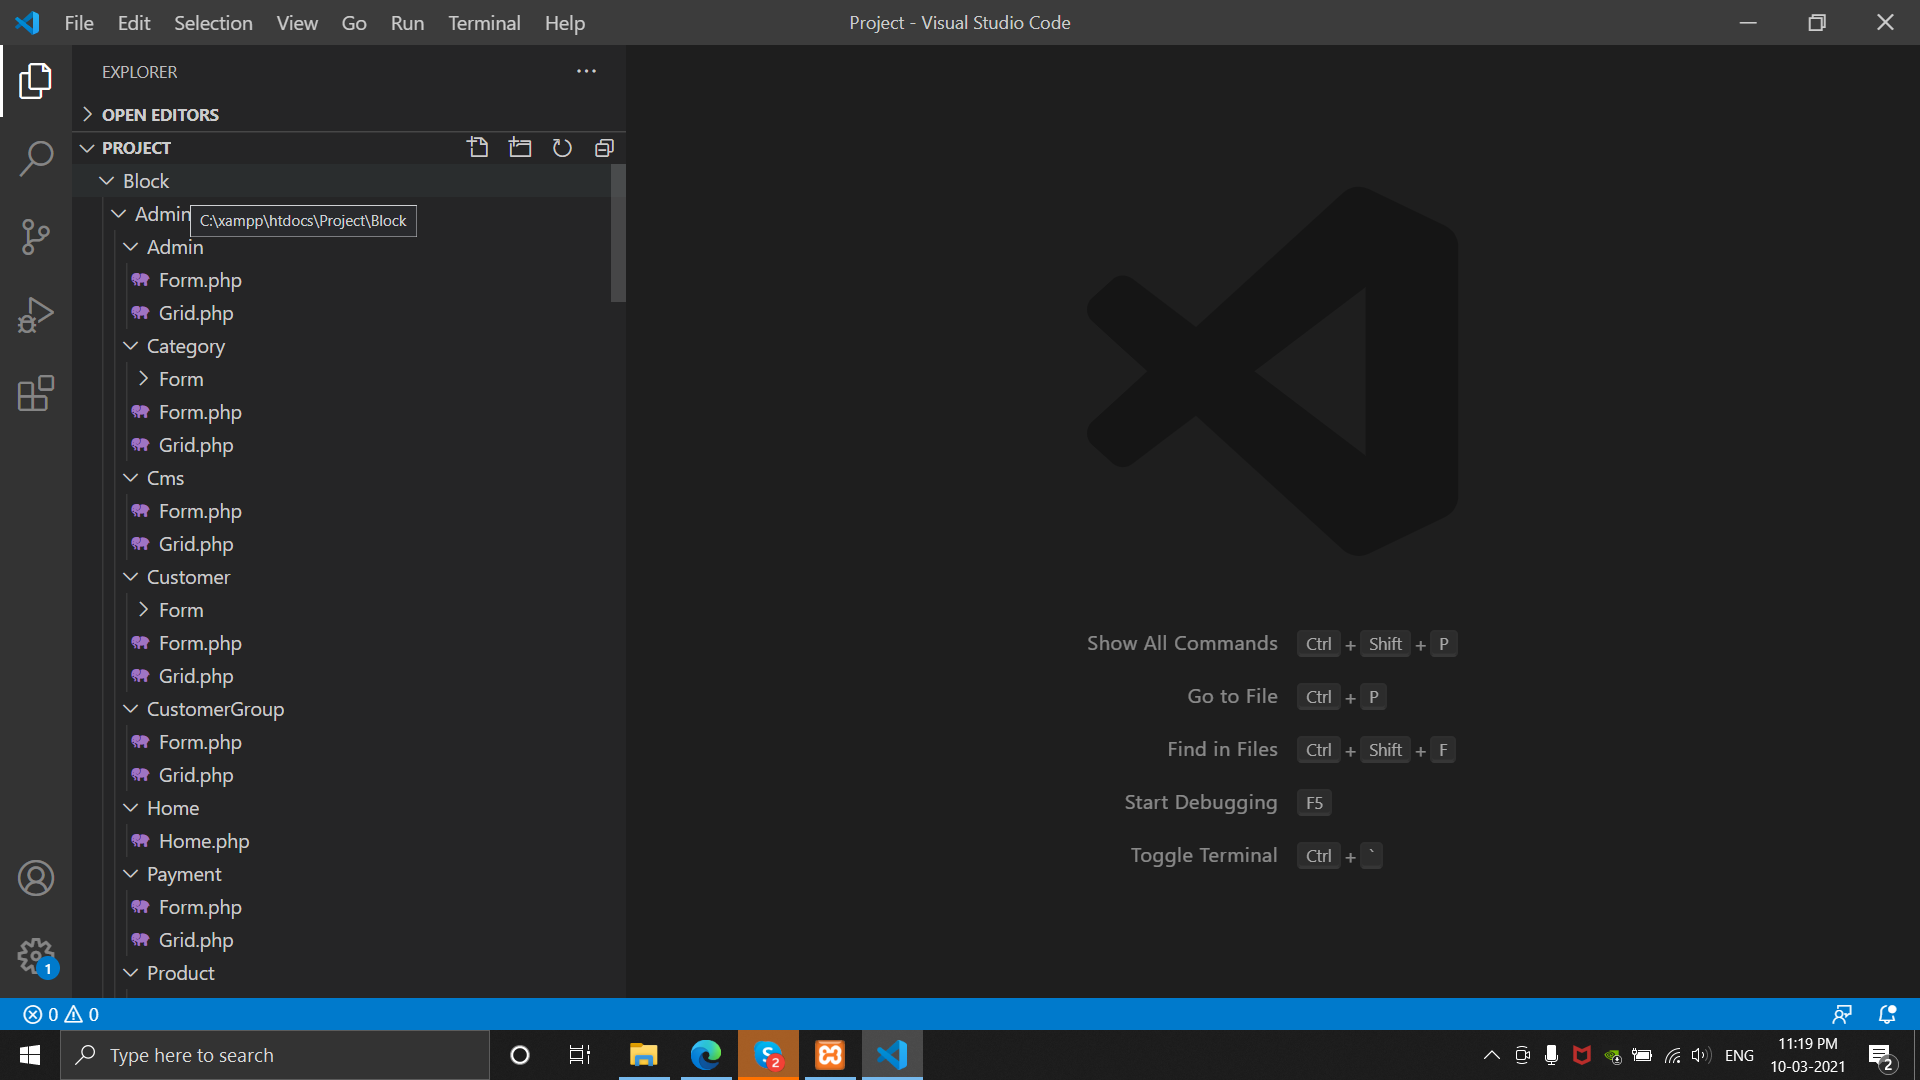 File Edit Selection View Go Run Terminal Help
Project - Visual Studio Code
EXPLORER
OPEN EDITORS
PROJECT
Block
Admin
C:\xampp\htdocs\Project\Block
Admin
Form.php
Grid.php
Category
Form
Form.php
Grid.php
Cms
Form.php
Grid.php
Customer
Form
Form.php
Grid.php
CustomerGroup
Form.php
Grid.php
Home
Home.php
Payment
Form.php
Grid.php
Product
Show All Commands Ctrl + Shift + P
Go to File Ctrl + P
Find in Files Ctrl + Shift + F
Start Debugging F5
Toggle Terminal Ctrl + `
1
0 0
Type here to search
S 2
ENG
11:19 PM
10-03-2021
2